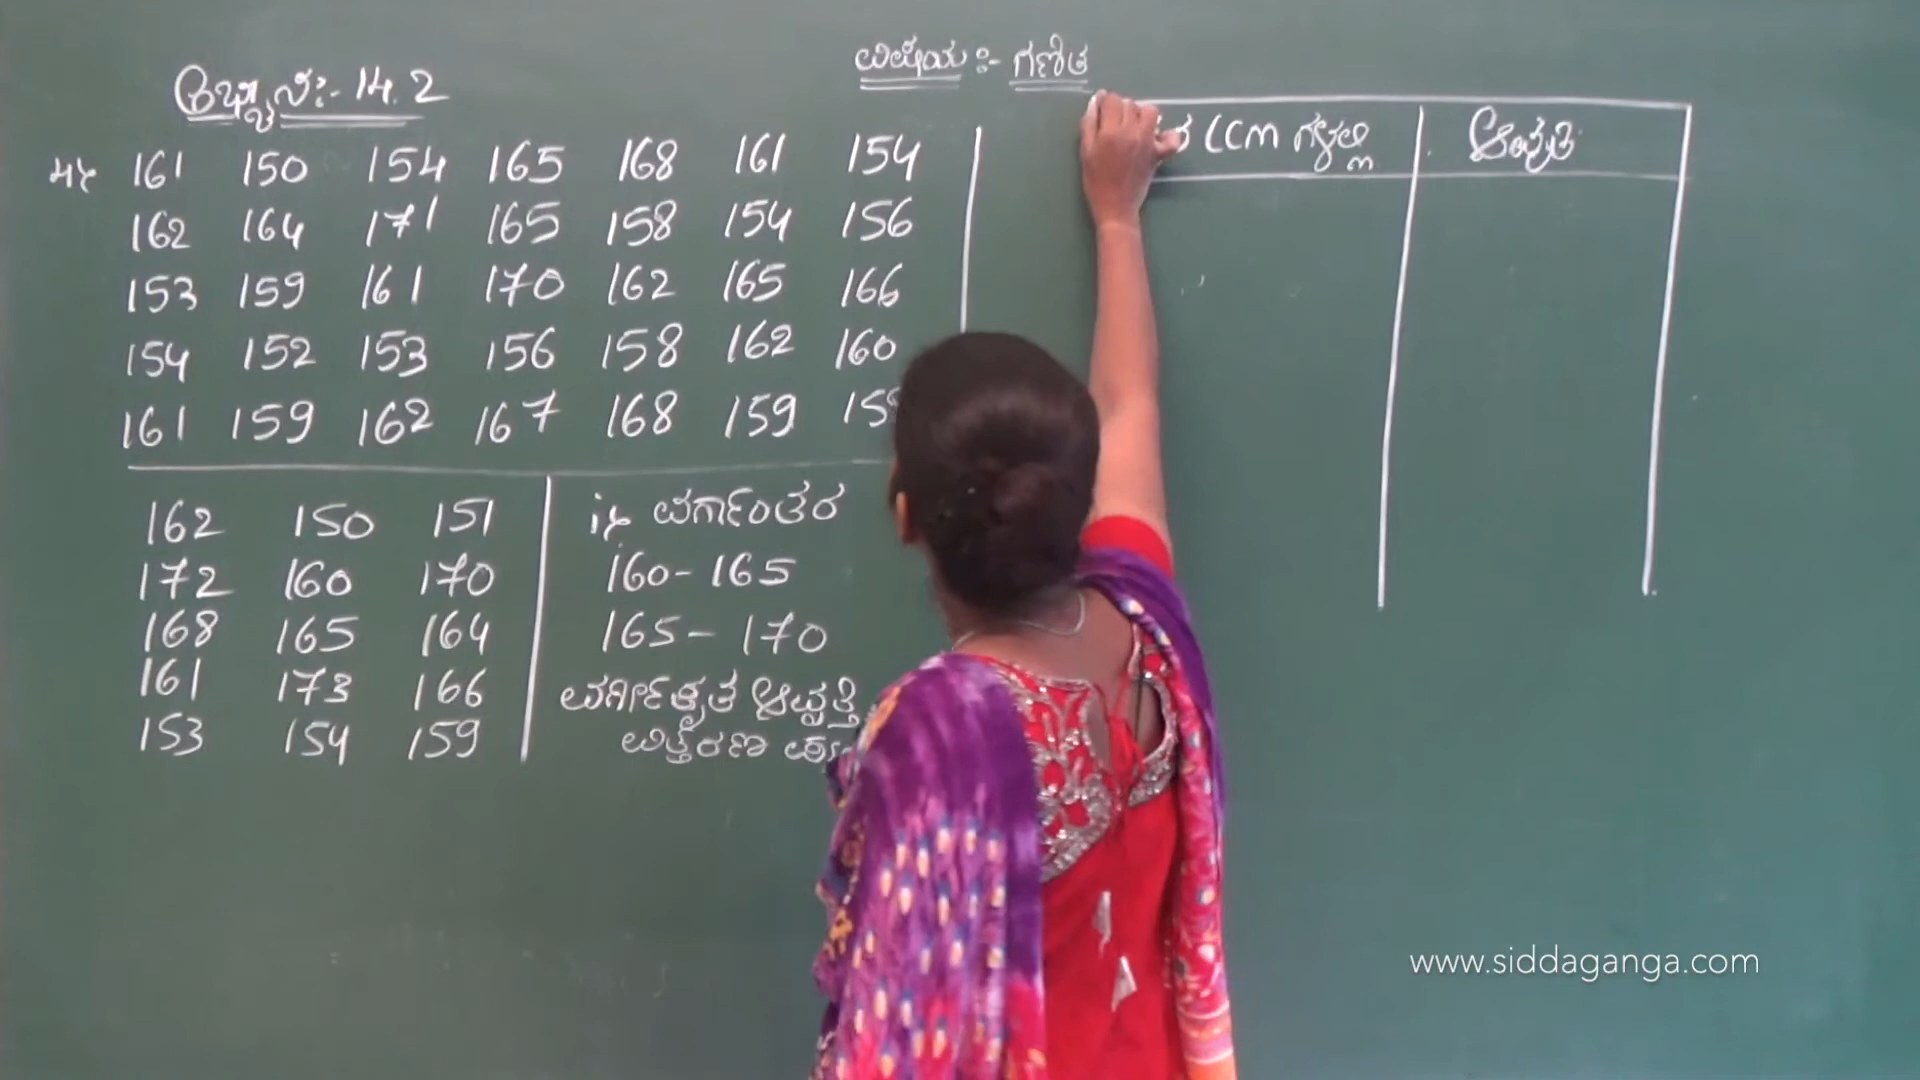 ವಿಷಯ :- ಗಣಿತ
ಅಭ್ಯಾಸ :- 14.2
161 150 154 165 168 161 154
162 164 171 165 158 154 156
153 159 161 170 162 165 166
154 152 153 156 158 162 160
161 159 162 167 168 159
162 150 151
172 160 170
168 165 164
161 173 166
153 154 159
ವರ್ಗಾಂತರ
160 - 165
165 - 170
ವರ್ಗೀಕೃತ ಆವೃತ್ತಿ
ವಿತ್ತರಣ
(cm ಗಳಲ್ಲಿ
ಆವೃತ್ತಿ
www.siddaganga.com